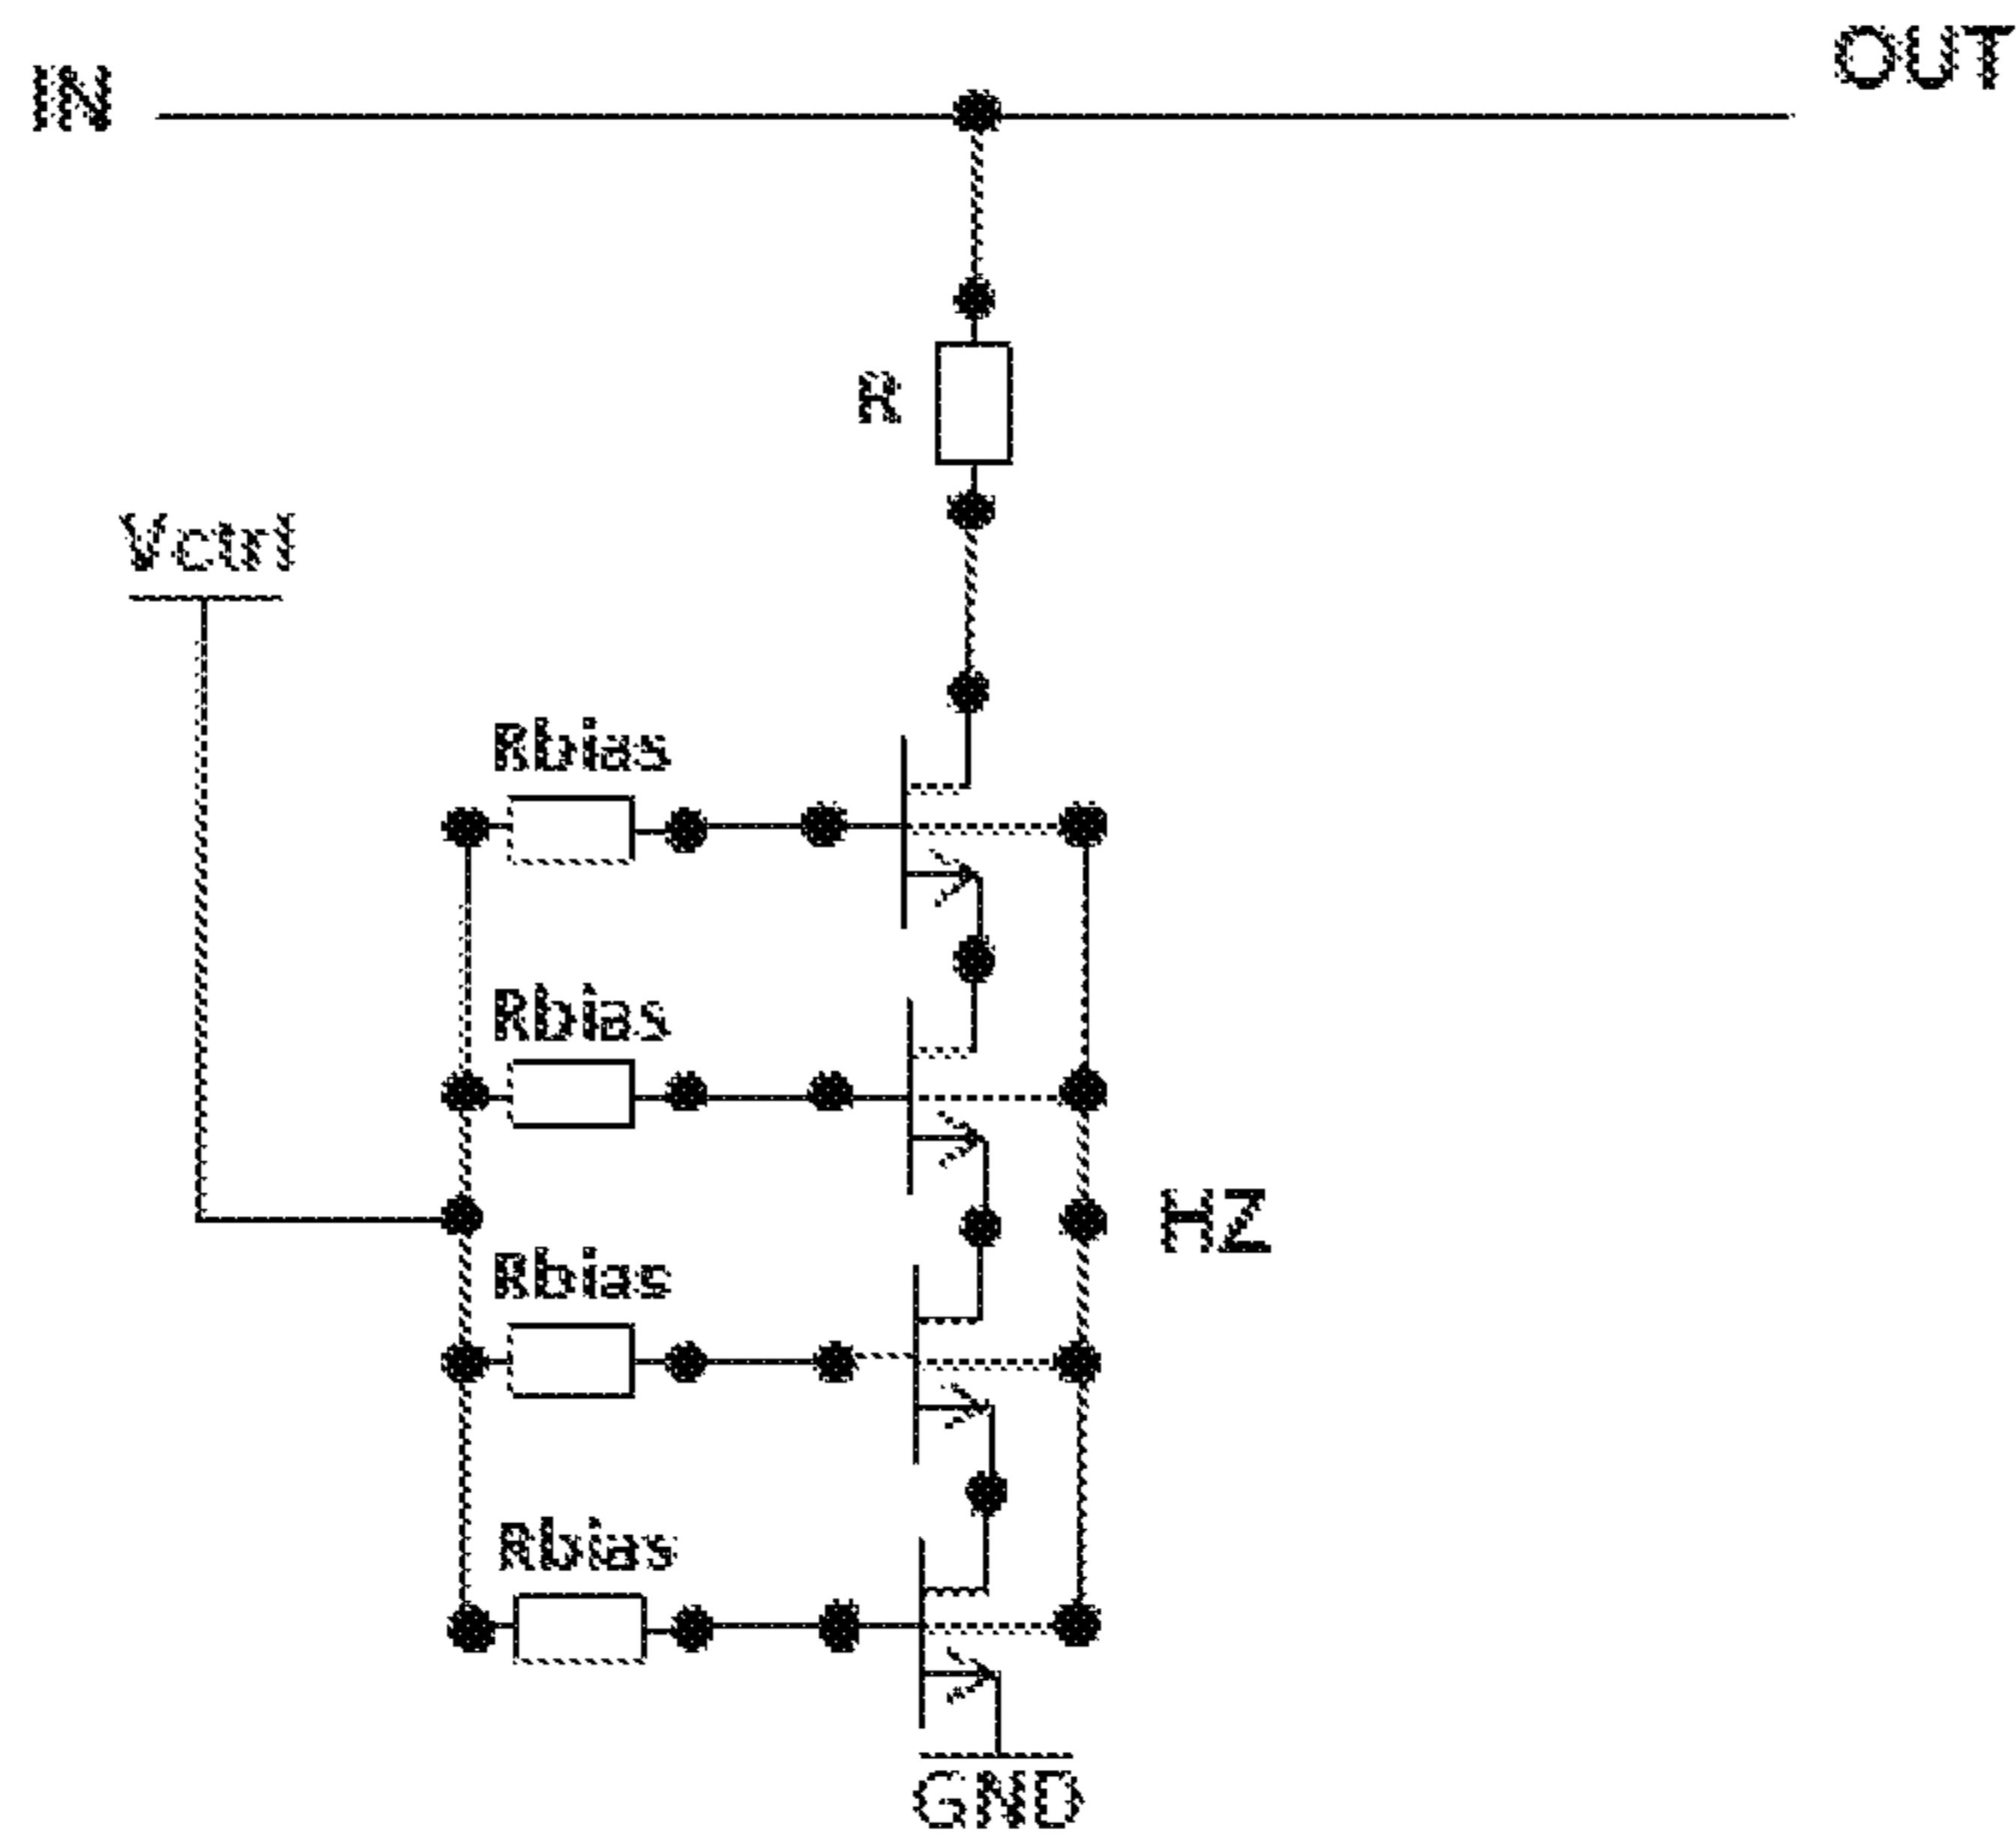 IN
OUT
R
Vctrl
Rbias
Rbias
HZ
Rbias
Rbias
GND